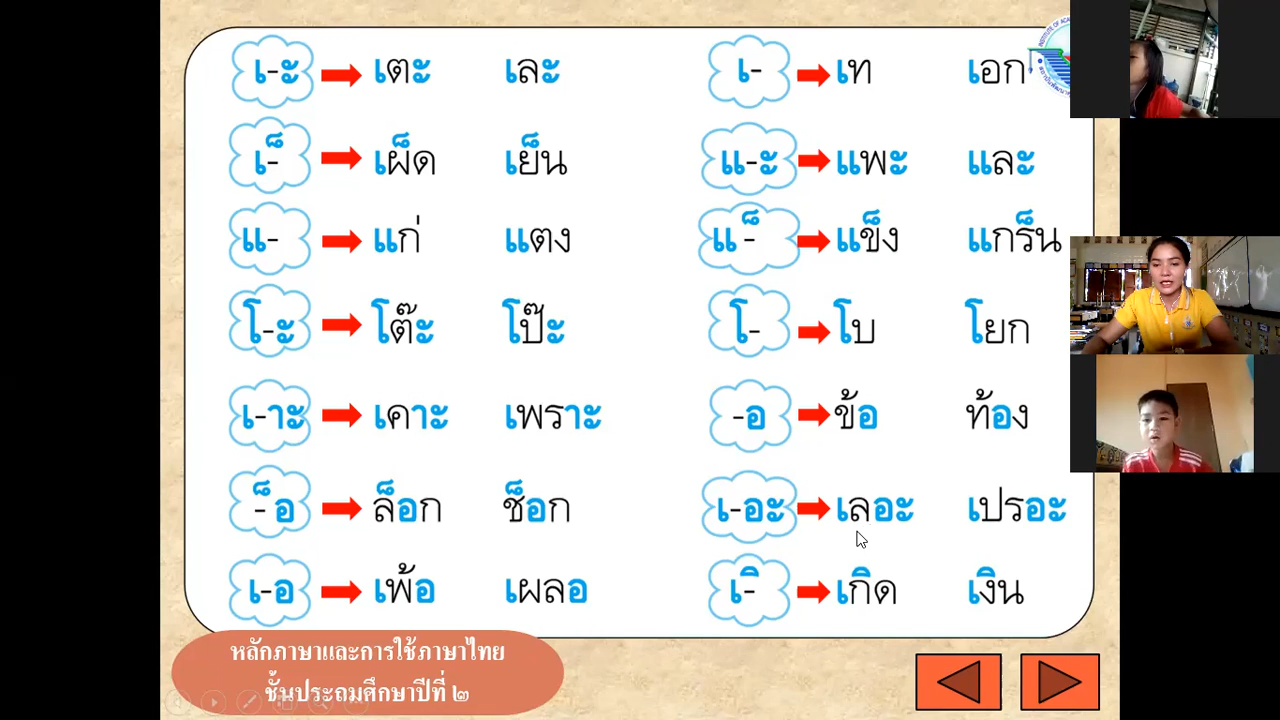 เ-ะ เตะ เละ เ- เท เอก
เ-็ เผ็ด เย็น แ-ะ แพะ และ
แ- แก่ แตง แ-็ แข็ง แกร็น
โ-ะ โต๊ะ โป๊ะ โ- โบ โยก
เ-าะ เคาะ เพราะ -อ ข้อ ท้อง
-็อ ล็อก ช็อก เ-อะ เลอะ เปรอะ
เ-อ เพ้อ เผลอ เ-ิ เกิด เงิน
หลักภาษาและการใช้ภาษาไทย
ชั้นประถมศึกษาปีที่ ๒